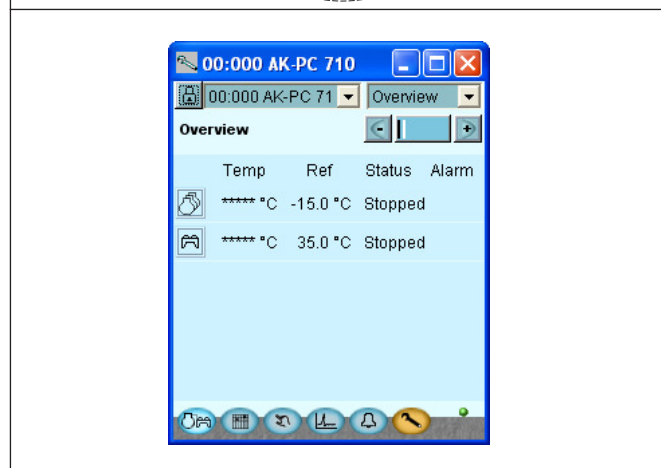 00:000 AK-PC 710
00:000 AK-PC 71 Overview
Overview
Temp Ref Status Alarm
***** °C -15.0 °C Stopped
***** °C 35.0 °C Stopped